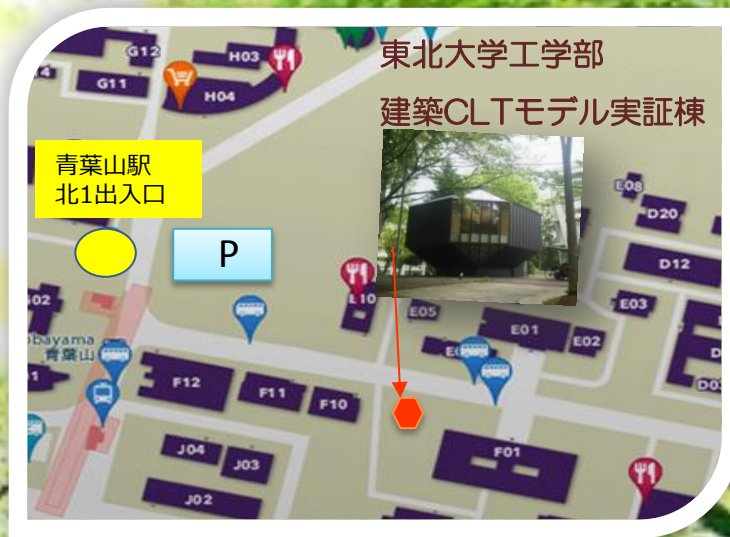 東北大学工学部
建築CLTモデル実証棟
青葉山駅
北1出入口
P
G12
H03
G11
H04
E08
D20
D12
E10
E05
E03
E01
E02
青葉山
F12
F11
F10
J04
J03
J02
F01